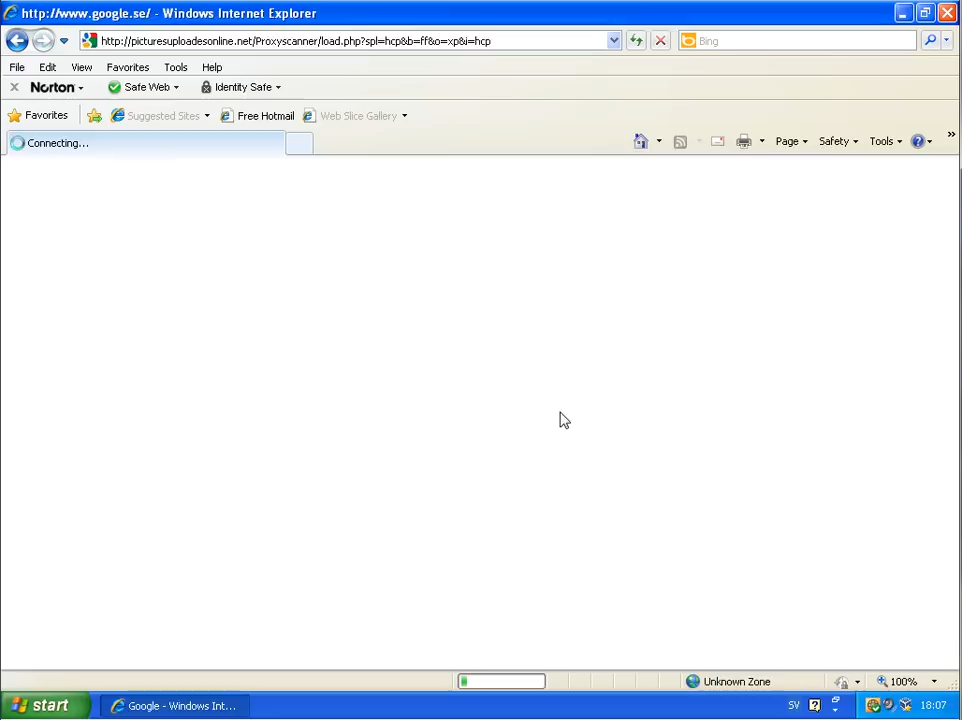 http://www.google.se/ - Windows Internet Explorer
http://picturesuploadesonline.net/Proxyscanner/load.php?spl=hcp&b=ff&o=xp&i=hcp
Bing
File Edit View Favorites Tools Help
Norton Safe Web Identity Safe
Favorites Suggested Sites Free Hotmail Web Slice Gallery
Connecting...
Page Safety Tools
Unknown Zone 100%
start Google - Windows Int... SV 18:07